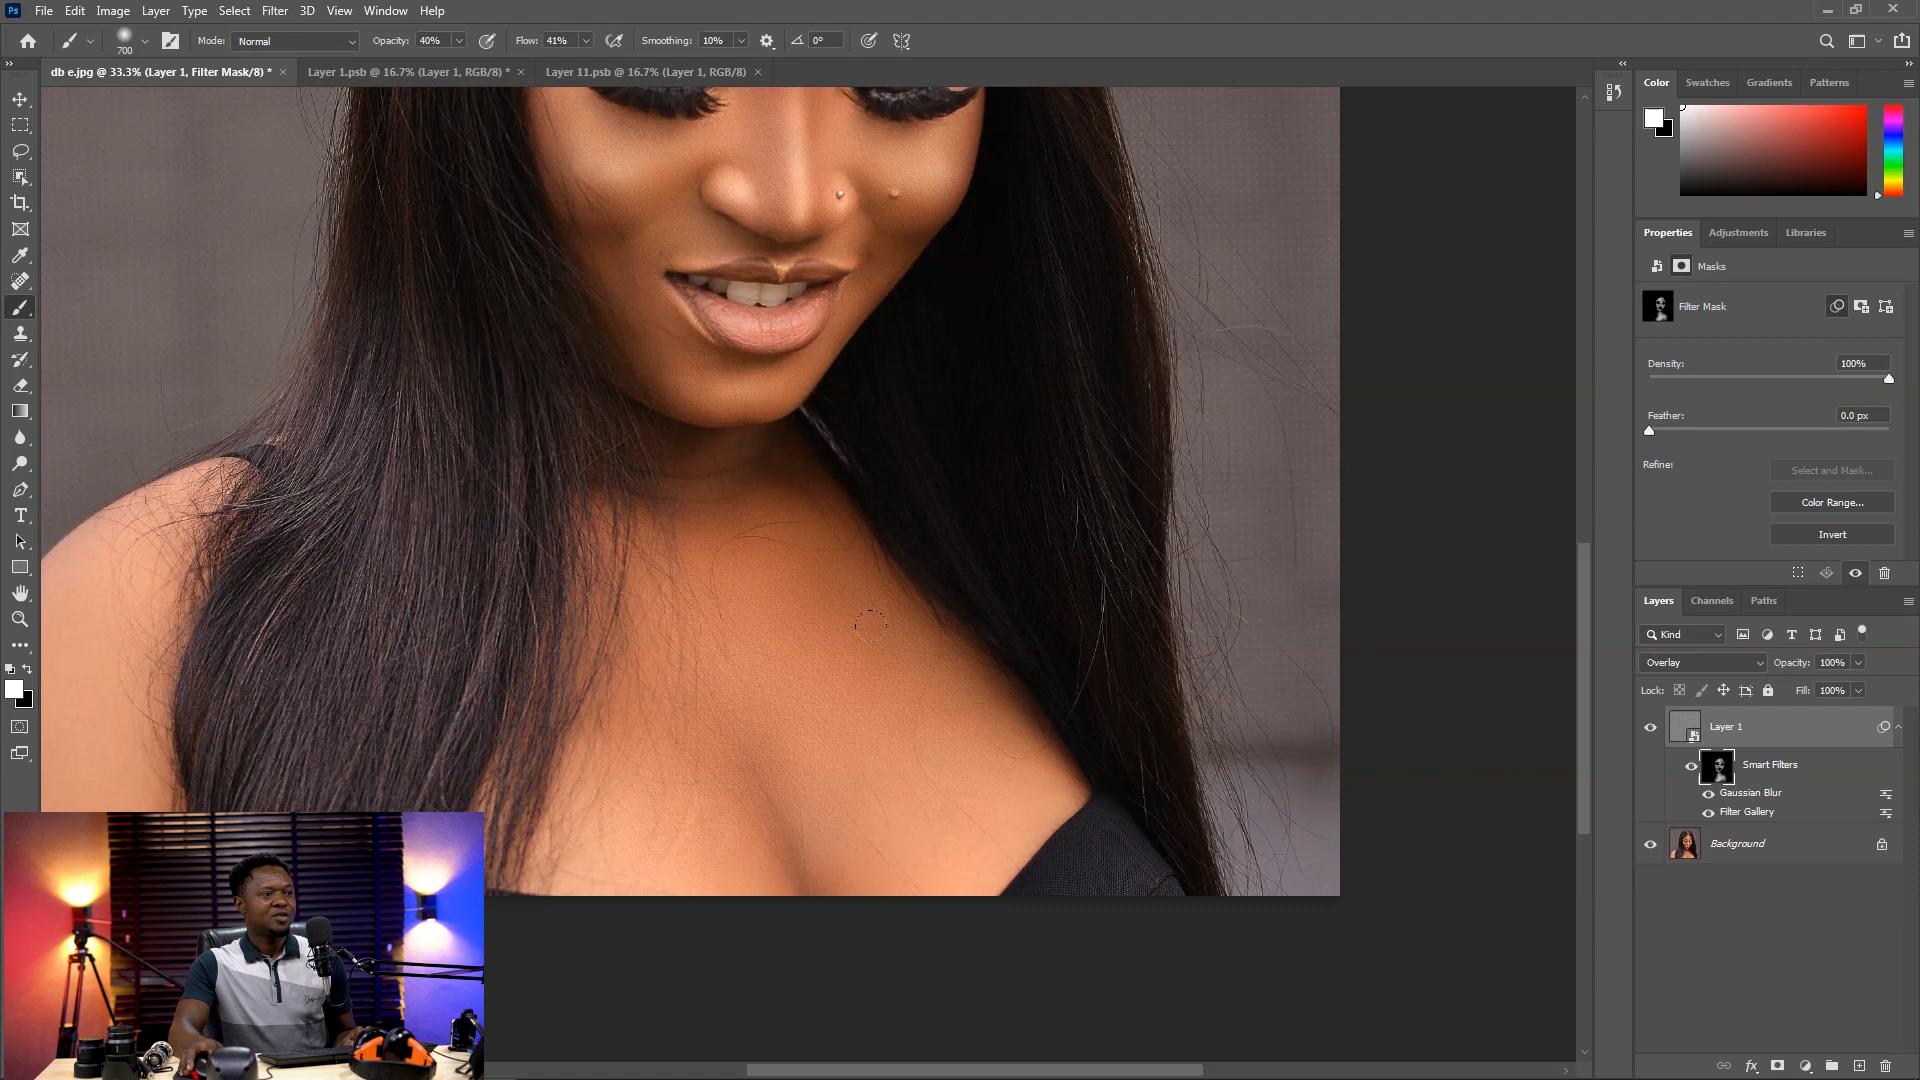 Ps File Edit Image Layer Type Select Filter 3D View Window Help
700 Mode: Normal Opacity: 40% Flow: 41% Smoothing: 10% 0°
db e.jpg @ 33.3% (Layer 1, Filter Mask/8) * × Layer 1.psb @ 16.7% (Layer 1, RGB/8) * × Layer 11.psb @ 16.7% (Layer 1, RGB/8) ×
Color Swatches Gradients Patterns
Properties Adjustments Libraries
Masks
Filter Mask
Density: 100%
Feather: 0.0 px
Refine: Select and Mask...
Color Range...
Invert
Layers Channels Paths
Kind
Overlay Opacity: 100%
Lock: Fill: 100%
Layer 1
Smart Filters
Gaussian Blur
Filter Gallery
Background